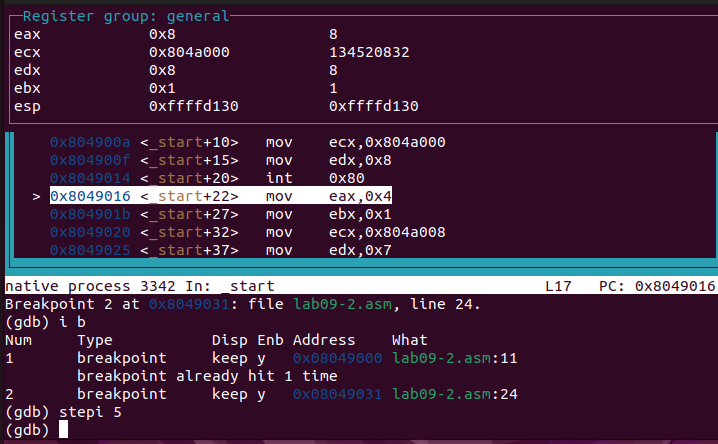 Register group: general
eax 0x8 8
ecx 0x804a000 134520832
edx 0x8 8
ebx 0x1 1
esp 0xffffd130 0xffffd130
0x804900a <_start+10> mov ecx,0x804a000
0x804900f <_start+15> mov edx,0x8
0x8049014 <_start+20> int 0x80
> 0x8049016 <_start+22> mov eax,0x4
0x804901b <_start+27> mov ebx,0x1
0x8049020 <_start+32> mov ecx,0x804a008
0x8049025 <_start+37> mov edx,0x7
native process 3342 In: _start L17 PC: 0x8049016
Breakpoint 2 at 0x8049031: file lab09-2.asm, line 24.
(gdb) i b
Num Type Disp Enb Address What
1 breakpoint keep y 0x08049000 lab09-2.asm:11
breakpoint already hit 1 time
2 breakpoint keep y 0x08049031 lab09-2.asm:24
(gdb) stepi 5
(gdb)